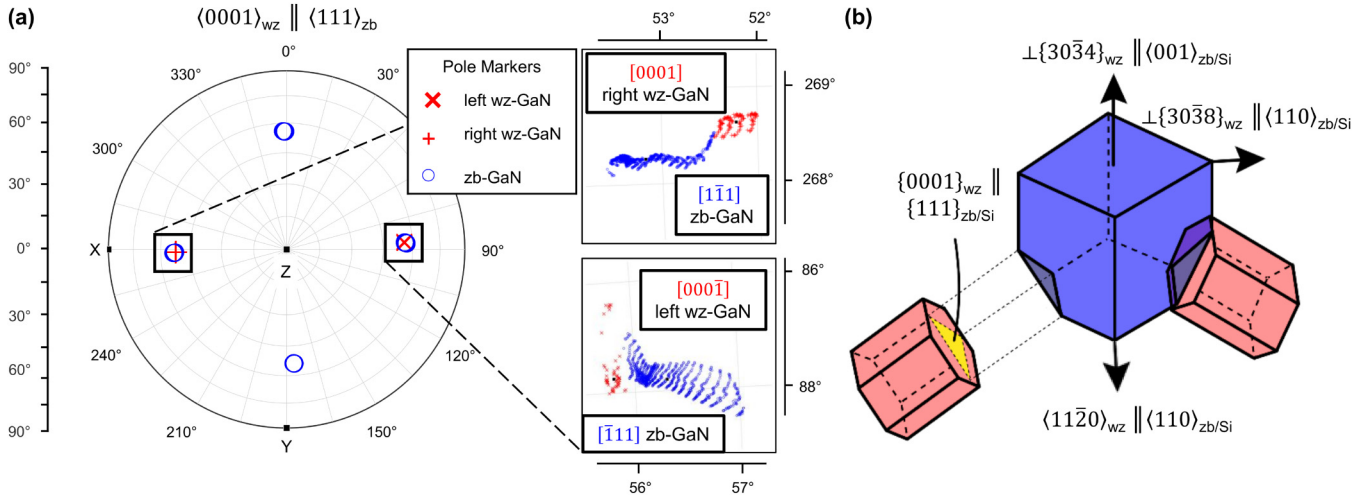 (a)
⟨0001⟩wz ∥ ⟨111⟩zb
90°
60°
30°
0°
30°
60°
90°
0°
30°
330°
300°
X
Z
90°
120°
150°
Y
210°
240°
Pole Markers
left wz-GaN
right wz-GaN
zb-GaN
53°
52°
[0001]
right wz-GaN
[11̄1]
zb-GaN
269°
268°
[0001̄]
left wz-GaN
[1̄11] zb-GaN
86°
88°
56°
57°
(b)
⊥{303̄4}wz ∥ ⟨001⟩zb/Si
⊥{303̄8}wz ∥ ⟨110⟩zb/Si
{0001}wz ∥
{111}zb/Si
⟨112̄0⟩wz ∥ ⟨110⟩zb/Si